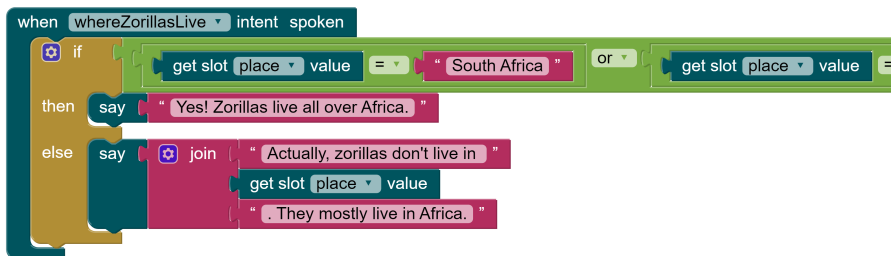 when whereZorillasLive ▾ intent spoken
if get slot place ▾ value = ▾ “ South Africa ” or ▾ get slot place ▾ value =
then say “ Yes! Zorillas live all over Africa. ”
else say join “ Actually, zorillas don't live in ”
get slot place ▾ value
“ . They mostly live in Africa. ”